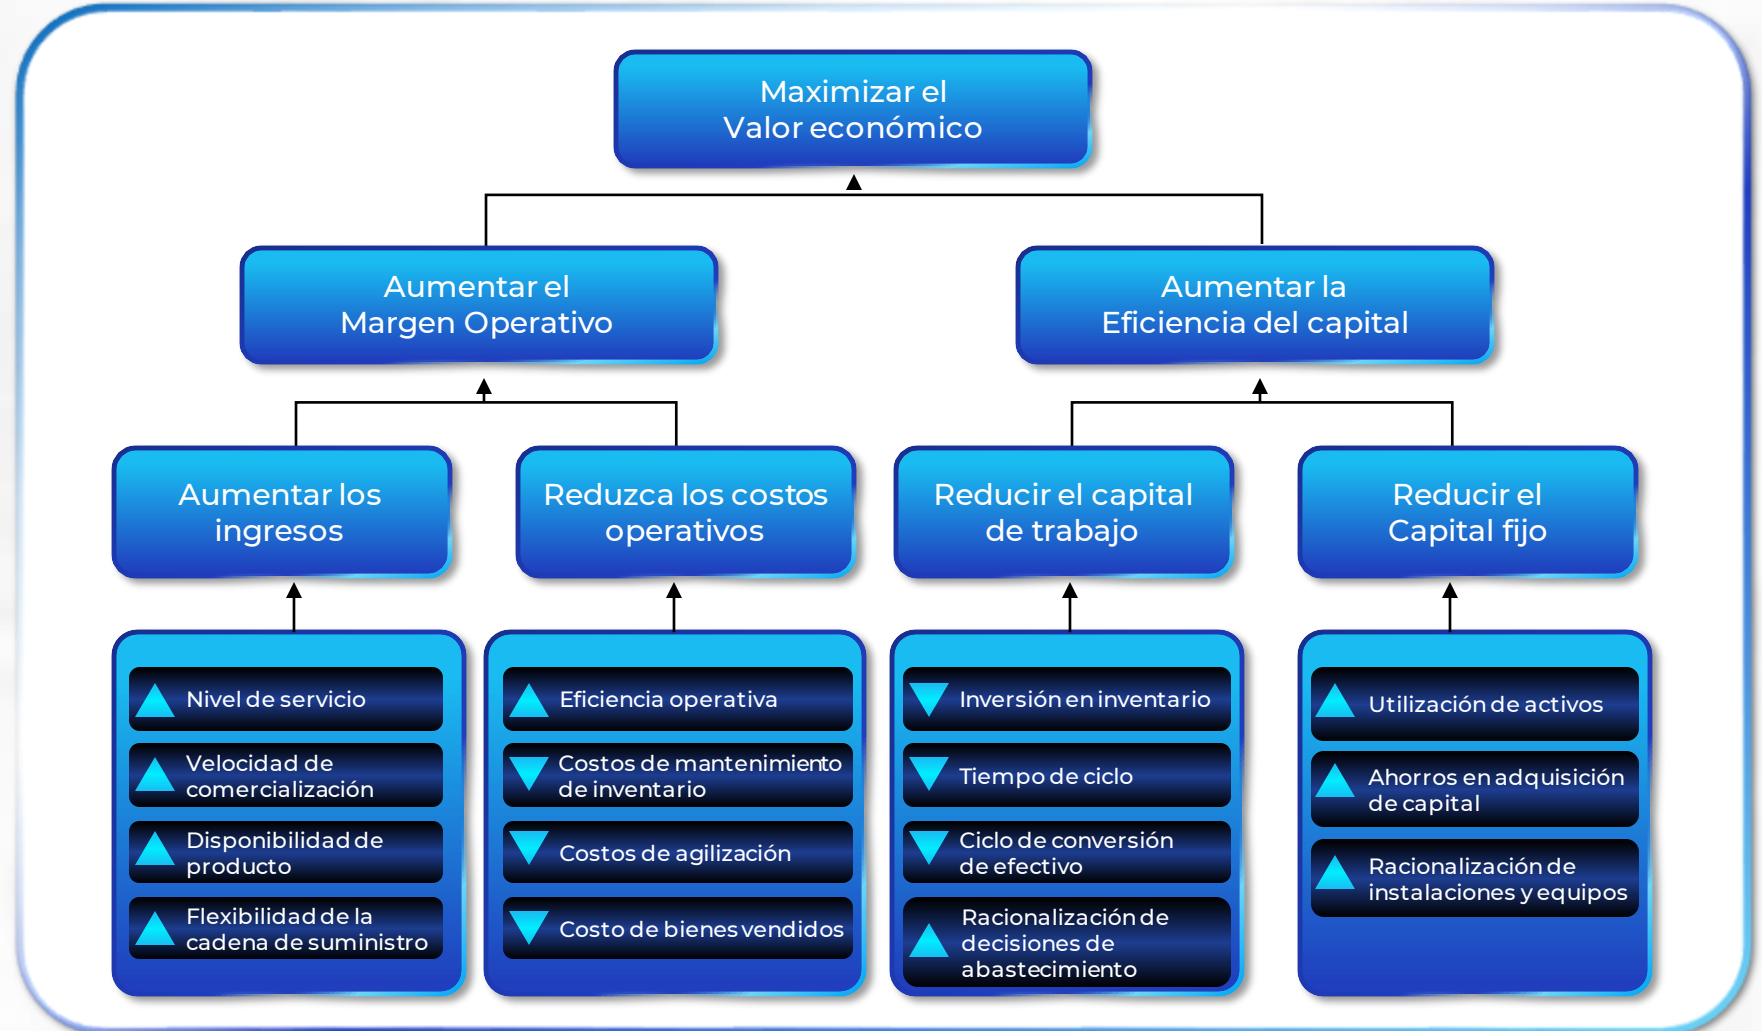 Maximizar el
Valor económico
Aumentar el
Margen Operativo
Aumentar la
Eficiencia del capital
Aumentar los
ingresos
Reduzca los costos
operativos
Reducir el capital
de trabajo
Reducir el
Capital fijo
Nivel de servicio
Velocidad de
comercialización
Disponibilidad de
producto
Flexibilidad de la
cadena de suministro
Eficiencia operativa
Costos de mantenimiento
de inventario
Costos de agilización
Costo de bienes vendidos
Inversión en inventario
Tiempo de ciclo
Ciclo de conversión
de efectivo
Racionalización de
decisiones de
abastecimiento
Utilización de activos
Ahorros en adquisición
de capital
Racionalización de
instalaciones y equipos